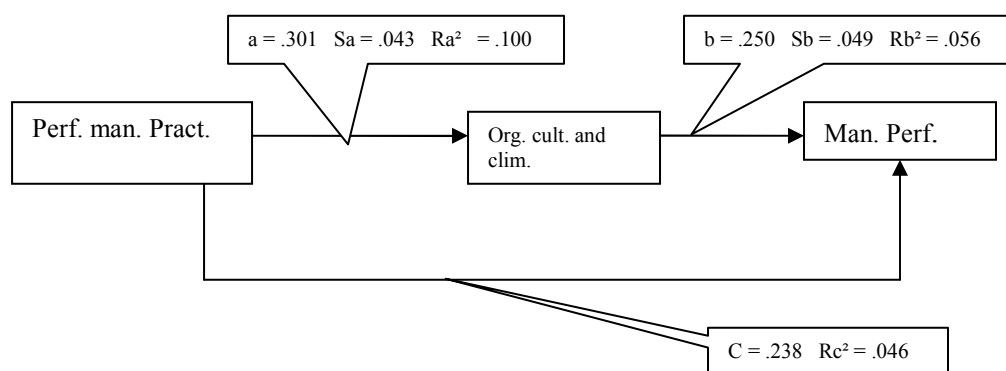 a = .301 Sa = .043 Ra² = .100
b = .250 Sb = .049 Rb² = .056
Perf. man. Pract.
Org. cult. and
clim.
Man. Perf.
C = .238 Rc² = .046